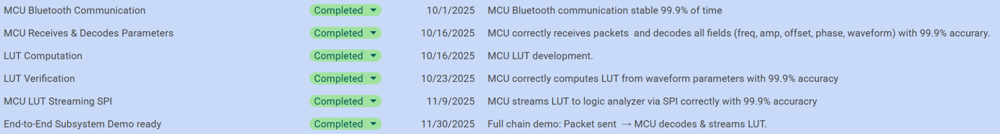 MCU Bluetooth Communication Completed 10/1/2025 MCU Bluetooth communication stable 99.9% of time
MCU Receives & Decodes Parameters Completed 10/16/2025 MCU correctly receives packets  and decodes all fields (freq, amp, offset, phase, waveform) with 99.9% accurary.
LUT Computation Completed 10/16/2025 MCU LUT development.
LUT Verification Completed 10/23/2025 MCU correctly computes LUT from waveform parameters with 99.9% accuracy
MCU LUT Streaming SPI Completed 11/9/2025 MCU streams LUT to logic analyzer via SPI correctly with 99.9% accuracry
End-to-End Subsystem Demo ready Completed 11/30/2025 Full chain demo: Packet sent → MCU decodes & streams LUT.